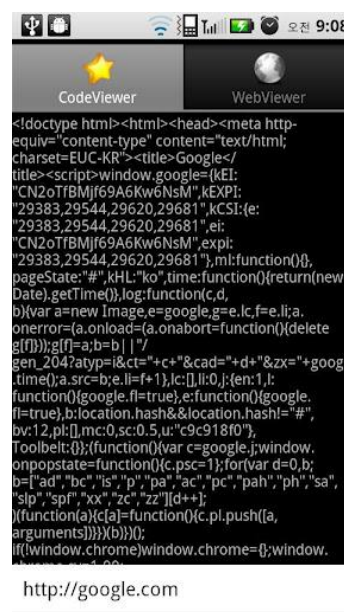 오전 9:08
CodeViewer
WebViewer
<!doctype html><html><head><meta http-
equiv="content-type" content="text/html;
charset=EUC-KR"><title>Google</
title><script>window.google={kEI:
"CN2oTfBMjf69A6Kw6NsM",kEXPI:
"29383,29544,29620,29681",kCSI:{e:
"29383,29544,29620,29681",ei:
"CN2oTfBMjf69A6Kw6NsM",expi:
"29383,29544,29620,29681"},ml:function(){},
pageState:"#",kHL:"ko",time:function(){return(new
Date).getTime()},log:function(c,d,
b){var a=new Image,e=google,g=e.lc,f=e.li;a.
onerror=(a.onload=(a.onabort=function(){delete
g[f]}));g[f]=a;b=b||"/
gen_204?atyp=i&ct="+c+"&cad="+d+"&zx="+goog
.time();a.src=b;e.li=f+1},lc:[],li:0,j:{en:1,l:
function(){google.fl=true},e:function(){google.
fl=true},b:location.hash&&location.hash!="#",
bv:12,pl:[],mc:0,sc:0.5,u:"c9c918f0"},
Toolbelt:{}};(function(){var c=google.j;window.
onpopstate=function(){c.psc=1};for(var d=0,b;
b=["ad","bc","is","p","pa","ac","pc","pah","ph","sa",
"slp","spf","xx","zc","zz"][d++];
)(function(a){c[a]=function(){c.pl.push([a,
arguments])}})(b)})();
if(!window.chrome)window.chrome={};window.
chrome.sv=1.00;
http://google.com